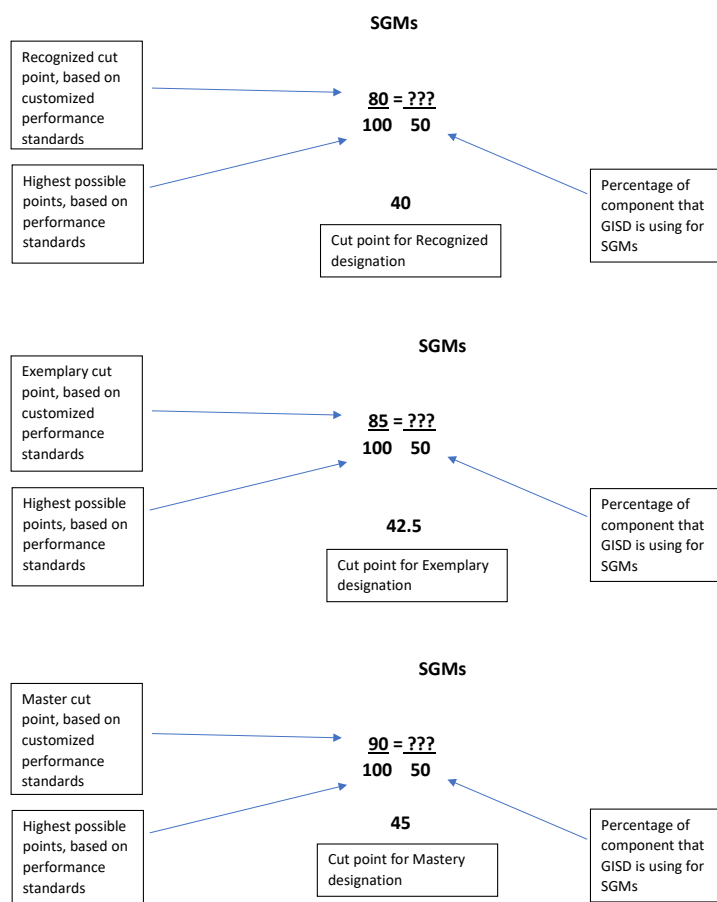 SGMs
Recognized cut
point, based on
customized
performance
standards
80 = ???
100 50
Highest possible
points, based on
performance
standards
Percentage of
component that
GISD is using for
SGMs
40
Cut point for Recognized
designation
SGMs
Exemplary cut
point, based on
customized
performance
standards
85 = ???
100 50
Highest possible
points, based on
performance
standards
Percentage of
component that
GISD is using for
SGMs
42.5
Cut point for Exemplary
designation
SGMs
Master cut
point, based on
customized
performance
standards
90 = ???
100 50
Highest possible
points, based on
performance
standards
Percentage of
component that
GISD is using for
SGMs
45
Cut point for Mastery
designation